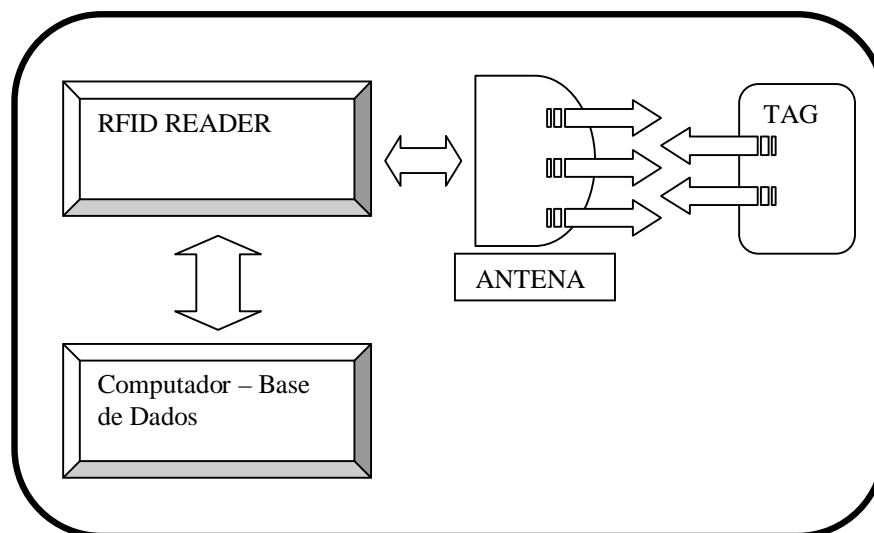 RFID READER
TAG
ANTENA
Computador – Base
de Dados